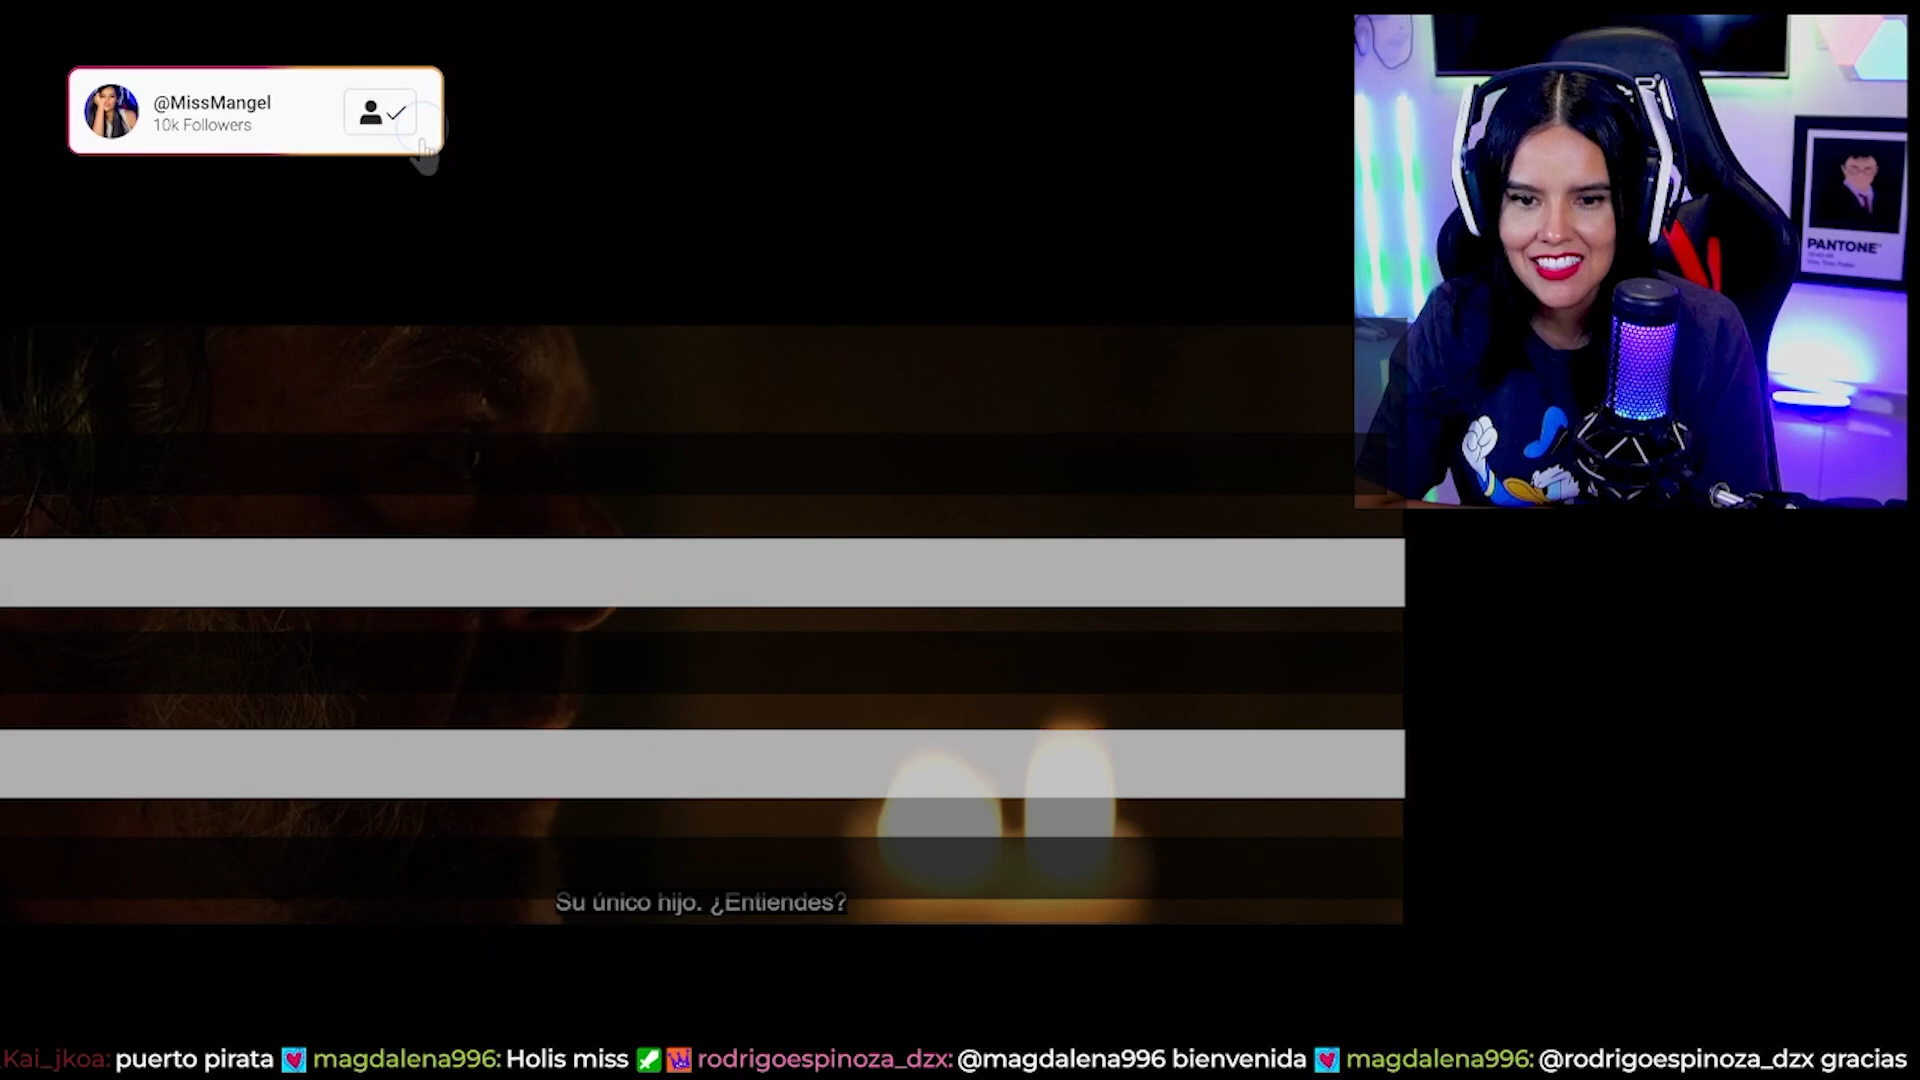 @MissMangel
10k Followers
PANTONE
Su único hijo. ¿Entiendes?
Kai_jkoa: puerto pirata magdalena996: Holis miss rodrigoespinoza_dzx: @magdalena996 bienvenida magdalena996: @rodrigoespinoza_dzx gracias